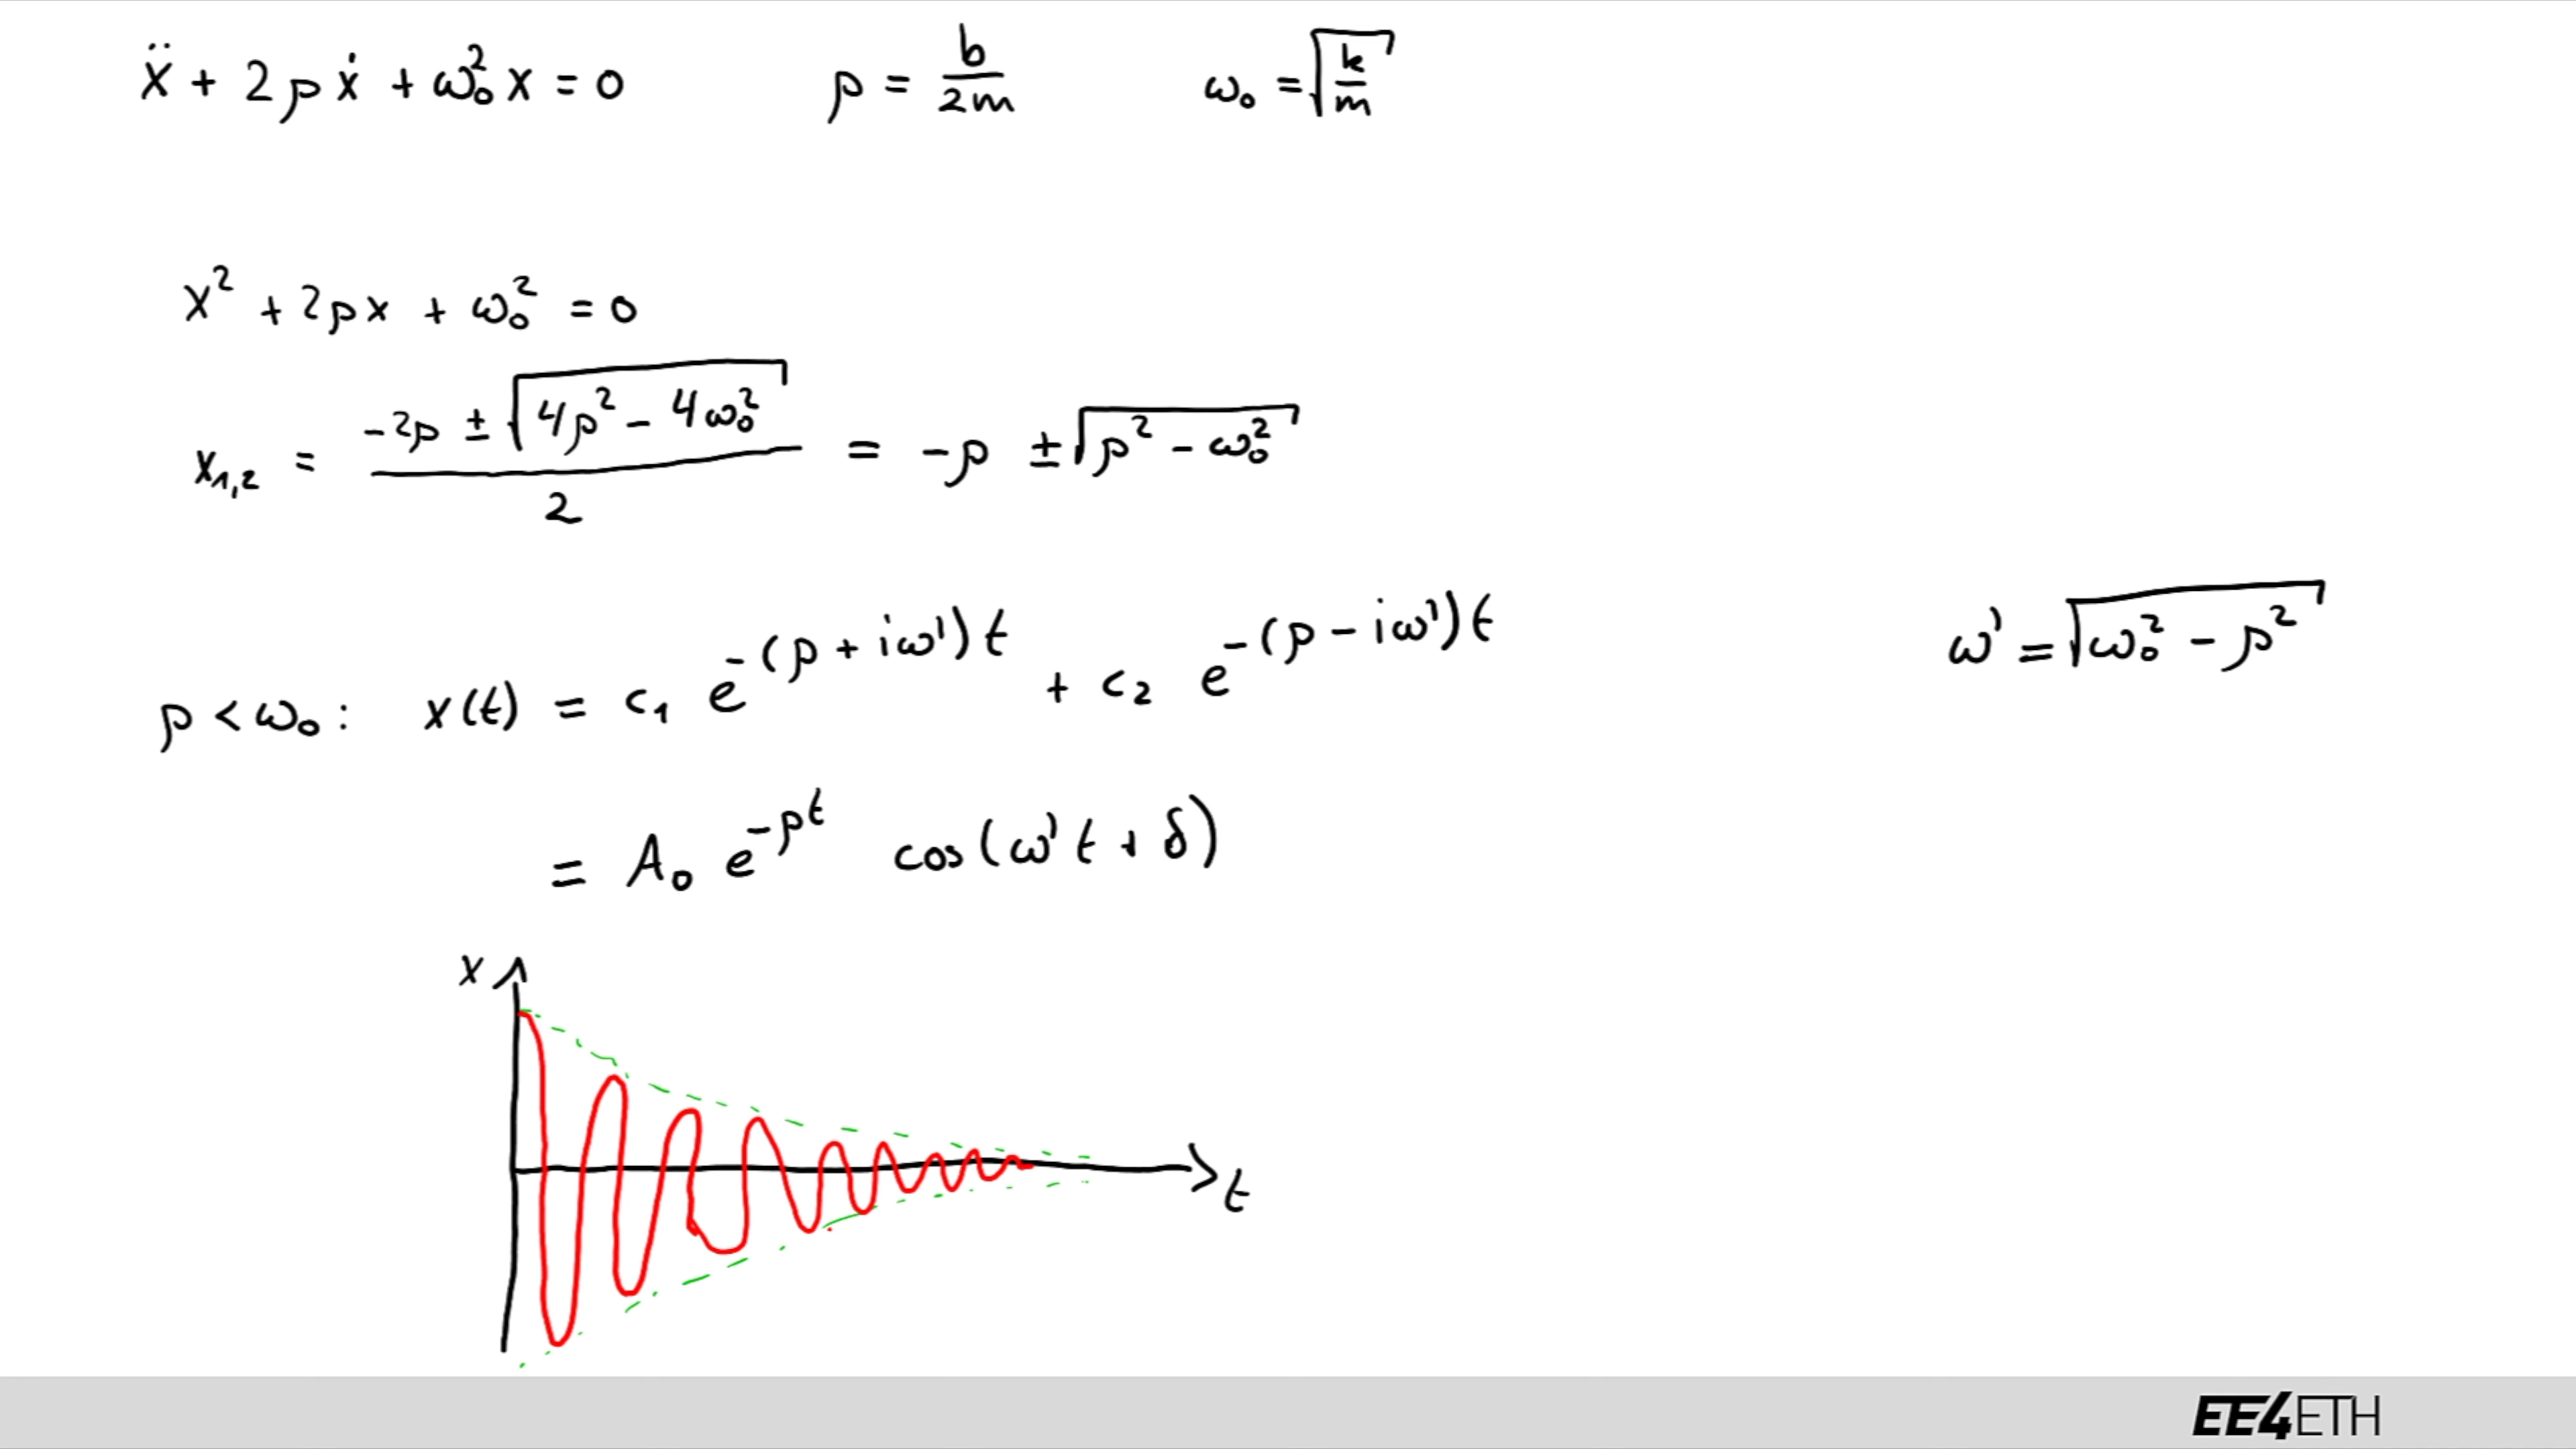 ẍ + 2ρẋ + ω₀²x = 0    ρ = b/2m    ω₀ = √(k/m)
x² + 2ρx + ω₀² = 0
x₁,₂ = (-2ρ ± √(4ρ² - 4ω₀²))/2 = -ρ ± √(ρ² - ω₀²)
ρ < ω₀: x(t) = c₁ e^-(ρ + iω')t + c₂ e^-(ρ - iω')t    ω' = √(ω₀² - ρ²)
= A₀ e^-ρt cos(ω't + δ)
x
t
EE4ETH